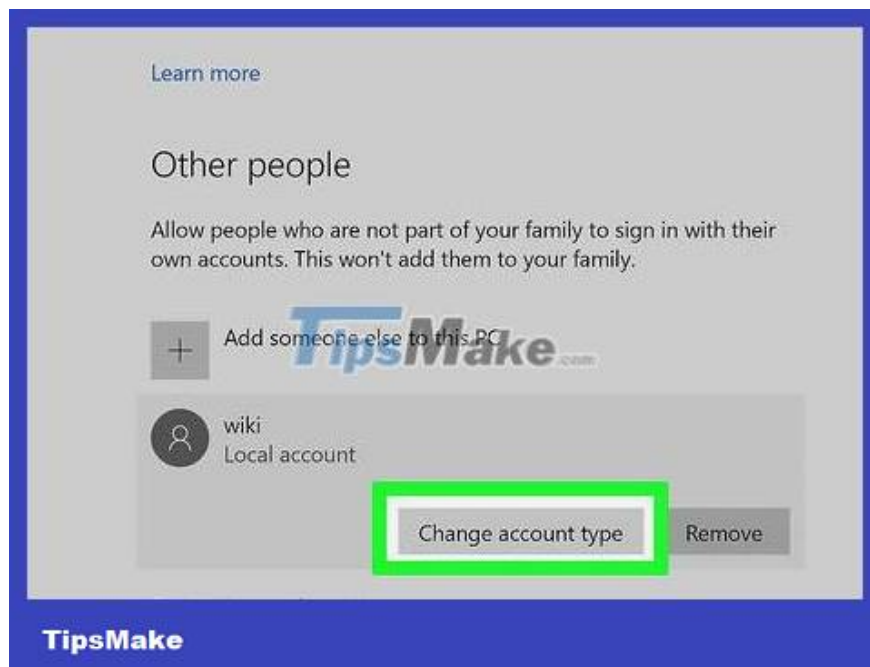 Learn more
Other people
Allow people who are not part of your family to sign in with their
own accounts. This won't add them to your family.
Add someone else to this PC
TipsMake.com
wiki
Local account
Change account type
Remove
TipsMake